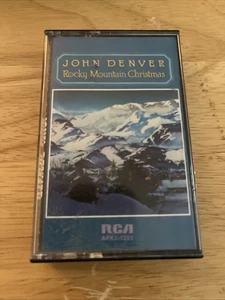 JOHN DENVER
Rocky Mountain Christmas
RCA